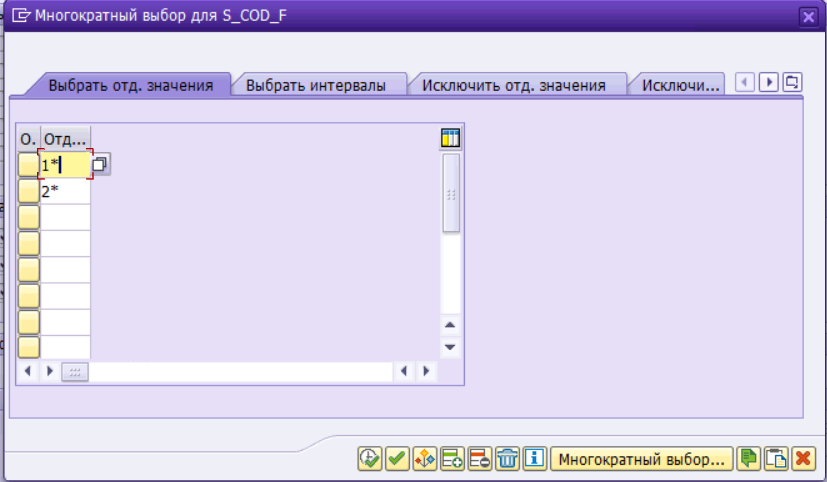 Многократный выбор для S_COD_F
Выбрать отд. значения Выбрать интервалы Исключить отд. значения Исключи...
О. Отд...
1*
2*
Многократный выбор...